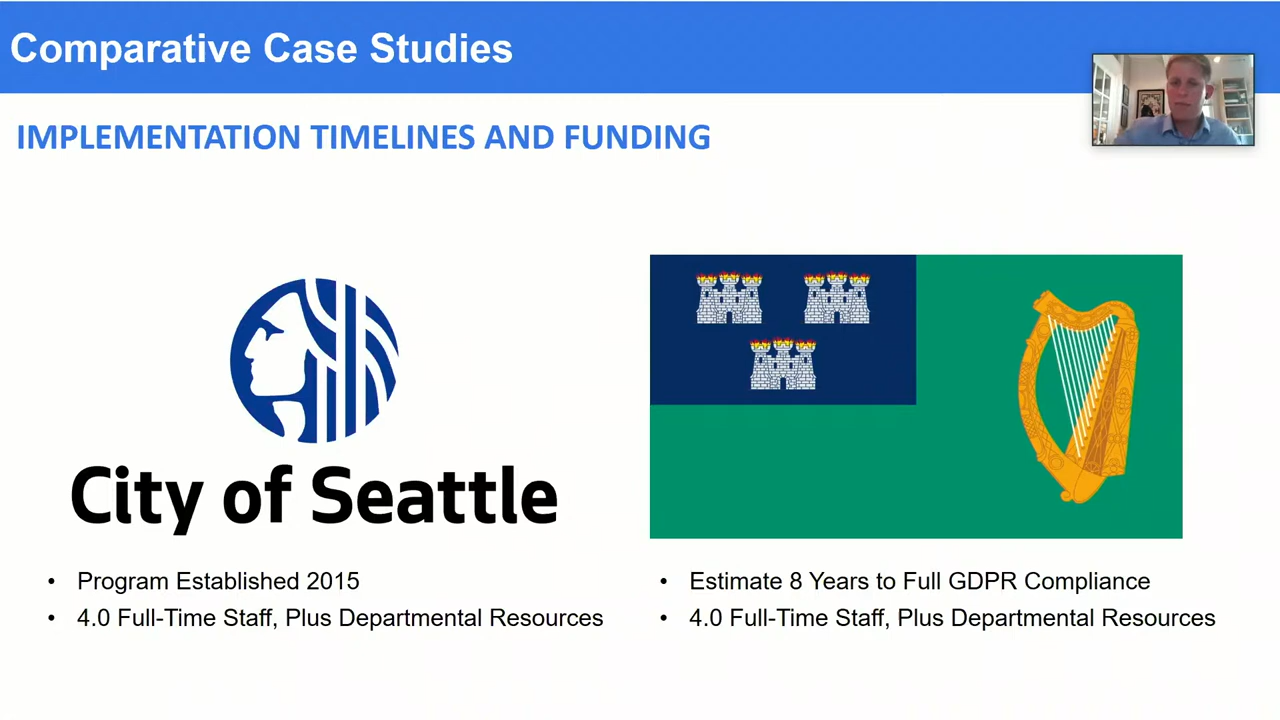 Comparative Case Studies
IMPLEMENTATION TIMELINES AND FUNDING
City of Seattle
• Program Established 2015
• 4.0 Full-Time Staff, Plus Departmental Resources
• Estimate 8 Years to Full GDPR Compliance
• 4.0 Full-Time Staff, Plus Departmental Resources